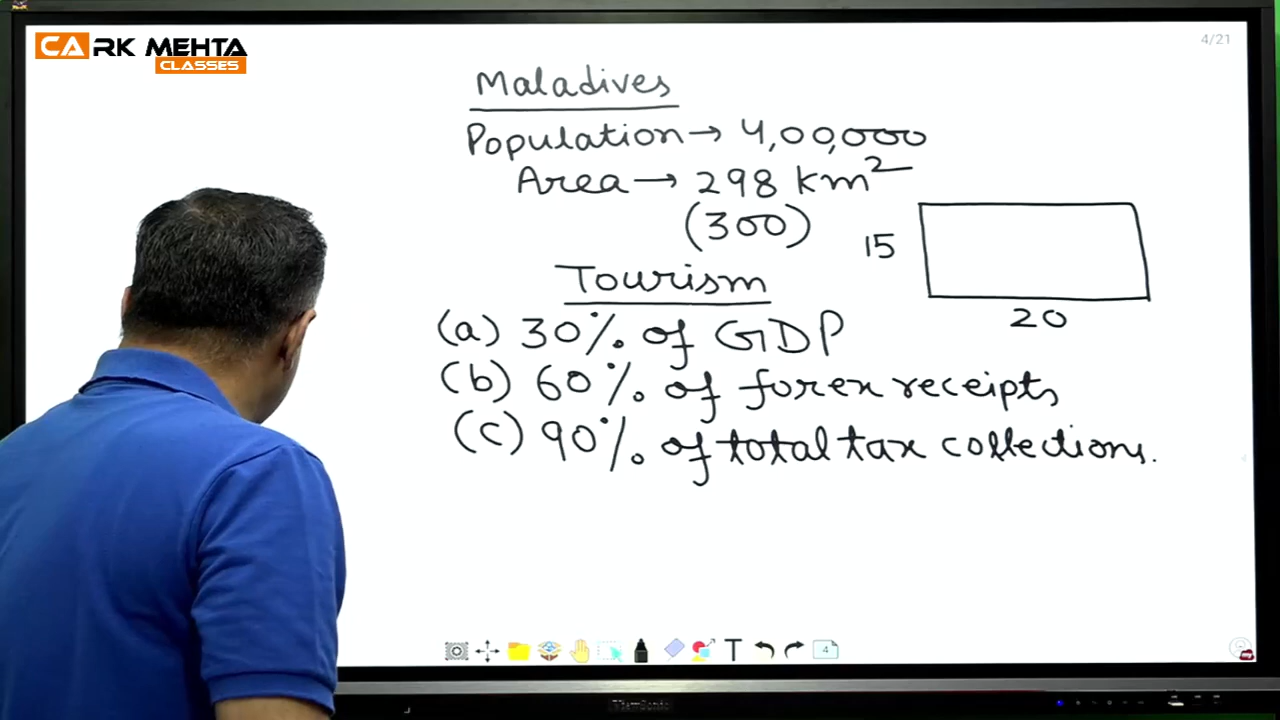 CA RK MEHTA
CLASSES
4/21
Maladives
Population → 4,00,000
Area → 298 km²
(300)
15
20
Tourism
(a) 30% of GDP
(b) 60% of forex receipts
(c) 90% of total tax collections.
T
4
ViewSonic